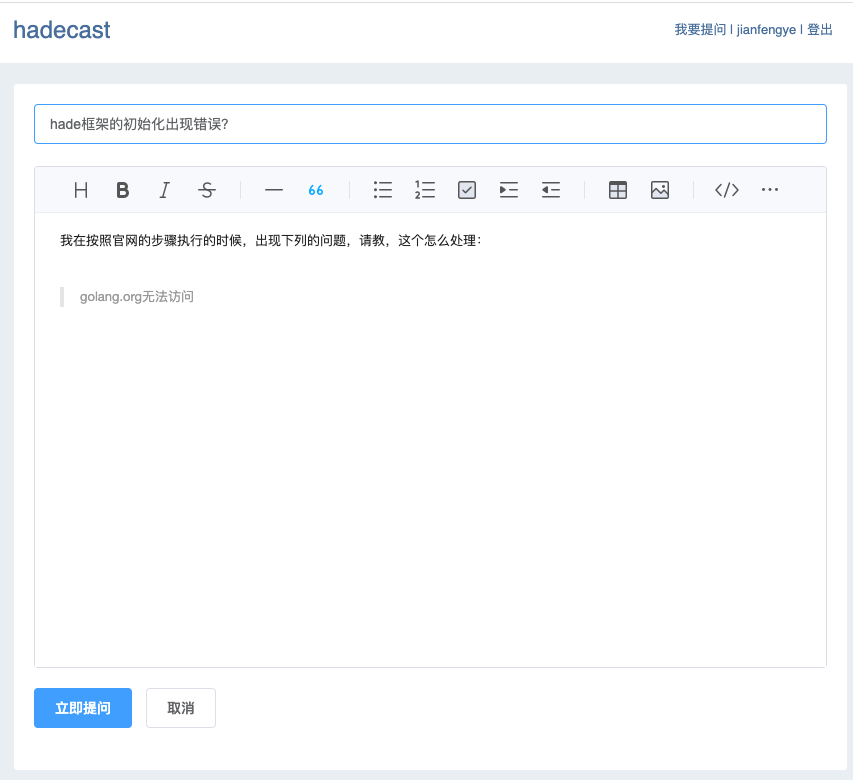 hadecast
我要提问 | jianfengye | 登出
hade框架的初始化出现错误?
H B I S 66 </> ...
我在按照官网的步骤执行的时候，出现下列的问题，请教，这个怎么处理：
golang.org无法访问
立即提问 取消